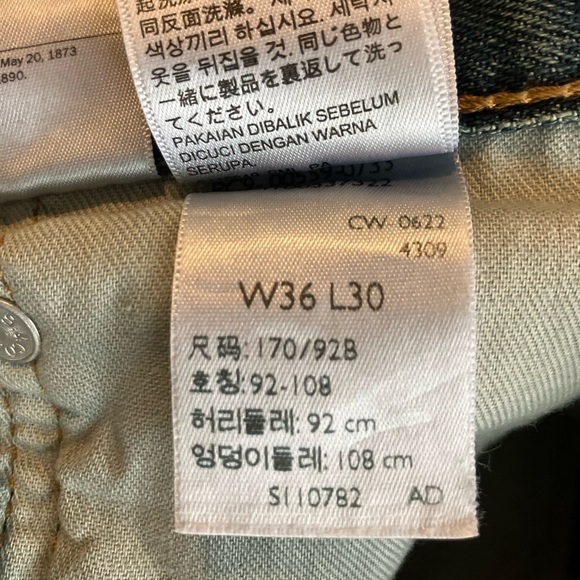 同反面洗滌.
색상끼리 하십시요. 세탁시
옷을 뒤집을 것. 同じ色物と
一緒に製品を裏返して洗っ
てください。
PAKAIAN DIBALIK SEBELUM
DICUCI DENGAN WARNA
SERUPA.
May 20, 1873
1890.
CW 0622
4309
W36 L30
尺码: 170/92B
호칭: 92-108
허리둘레: 92 cm
엉덩이둘레: 108 cm
S110782 AD